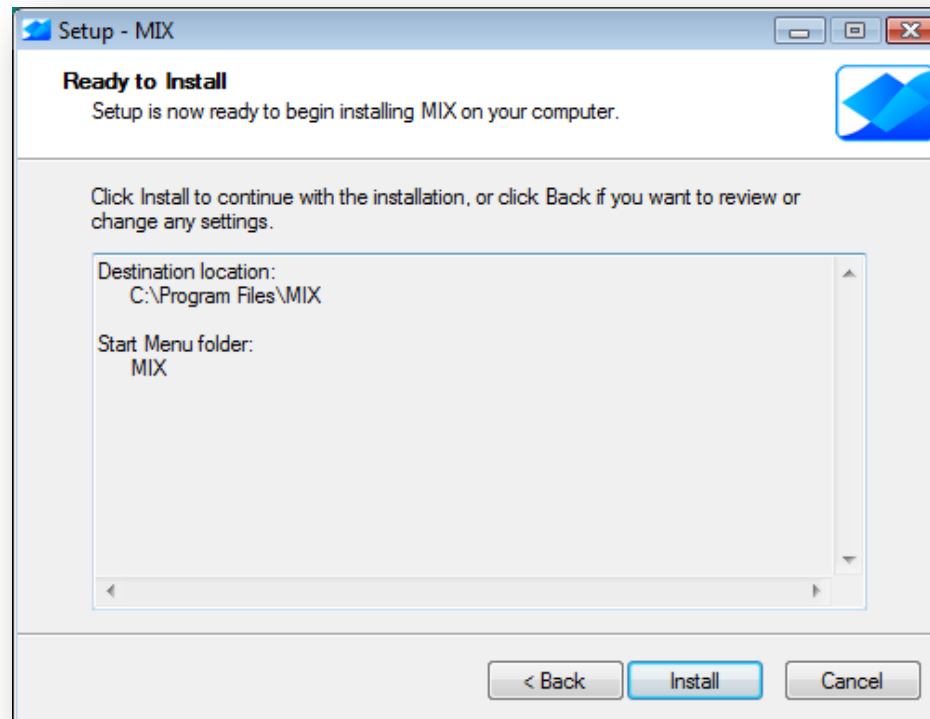 Setup - MIX
Ready to Install
Setup is now ready to begin installing MIX on your computer.
Click Install to continue with the installation, or click Back if you want to review or
change any settings.
Destination location:
C:\Program Files\MIX
Start Menu folder:
MIX
< Back
Install
Cancel